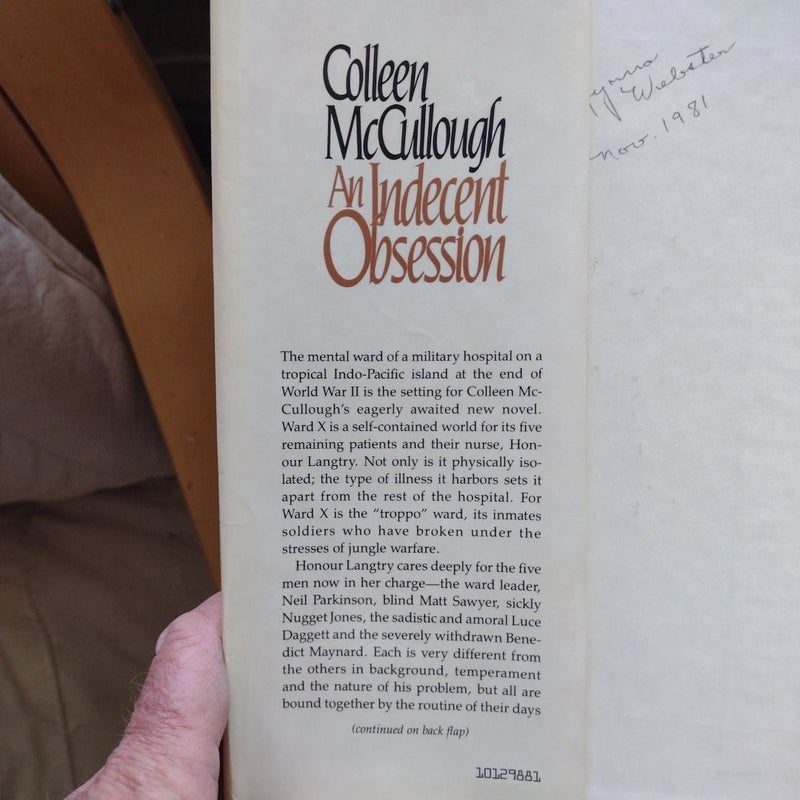 Colleen
McCullough
An Indecent
Obsession
The mental ward of a military hospital on a
tropical Indo-Pacific island at the end of
World War II is the setting for Colleen Mc-
Cullough's eagerly awaited new novel.
Ward X is a self-contained world for its five
remaining patients and their nurse, Hon-
our Langtry. Not only is it physically iso-
lated; the type of illness it harbors sets it
apart from the rest of the hospital. For
Ward X is the “troppo” ward, its inmates
soldiers who have broken under the
stresses of jungle warfare.
Honour Langtry cares deeply for the five
men now in her charge—the ward leader,
Neil Parkinson, blind Matt Sawyer, sickly
Nugget Jones, the sadistic and amoral Luce
Daggett and the severely withdrawn Bene-
dict Maynard. Each is very different from
the others in background, temperament
and the nature of his problem, but all are
bound together by the routine of their days
(continued on back flap)
10129881
Webster
Nov. 1981